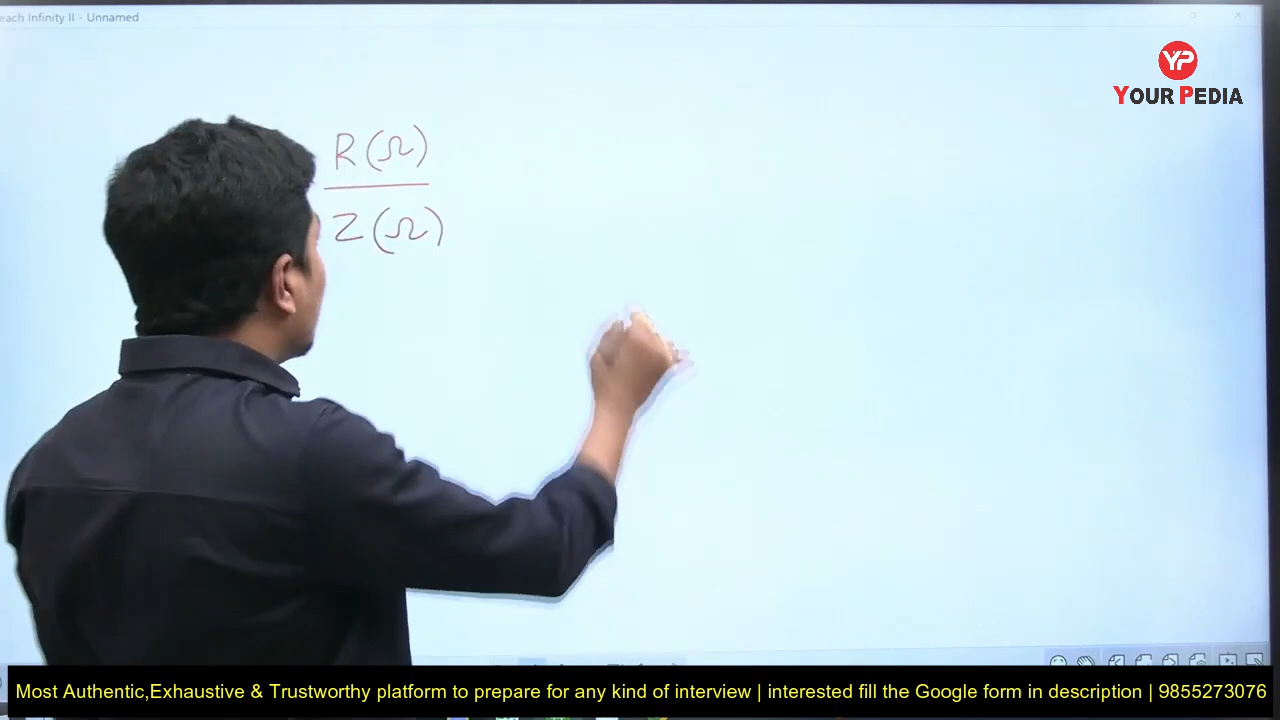 each Infinity II - Unnamed
YP
YOUR PEDIA
R(Ω)
Z(Ω)
Most Authentic,Exhaustive & Trustworthy platform to prepare for any kind of interview | interested fill the Google form in description | 9855273076